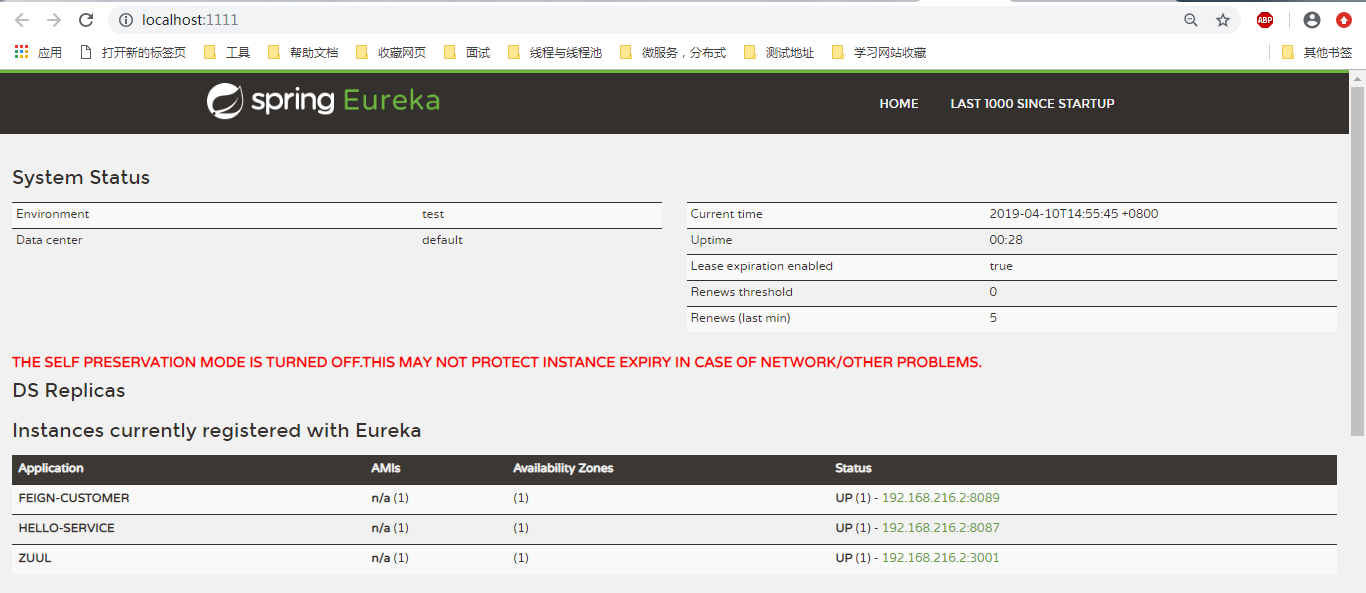 localhost:1111
ABP
应用 打开新的标签页 工具 帮助文档 收藏网页 面试 线程与线程池 微服务，分布式 测试地址 学习网站收藏 其他书签
spring Eureka HOME LAST 1000 SINCE STARTUP
System Status
Environment test Current time 2019-04-10T14:55:45 +0800
Data center default Uptime 00:28
Lease expiration enabled true
Renews threshold 0
Renews (last min) 5
THE SELF PRESERVATION MODE IS TURNED OFF.THIS MAY NOT PROTECT INSTANCE EXPIRY IN CASE OF NETWORK/OTHER PROBLEMS.
DS Replicas
Instances currently registered with Eureka
Application AMIs Availability Zones Status
FEIGN-CUSTOMER n/a (1) (1) UP (1) - 192.168.216.2:8089
HELLO-SERVICE n/a (1) (1) UP (1) - 192.168.216.2:8087
ZUUL n/a (1) (1) UP (1) - 192.168.216.2:3001